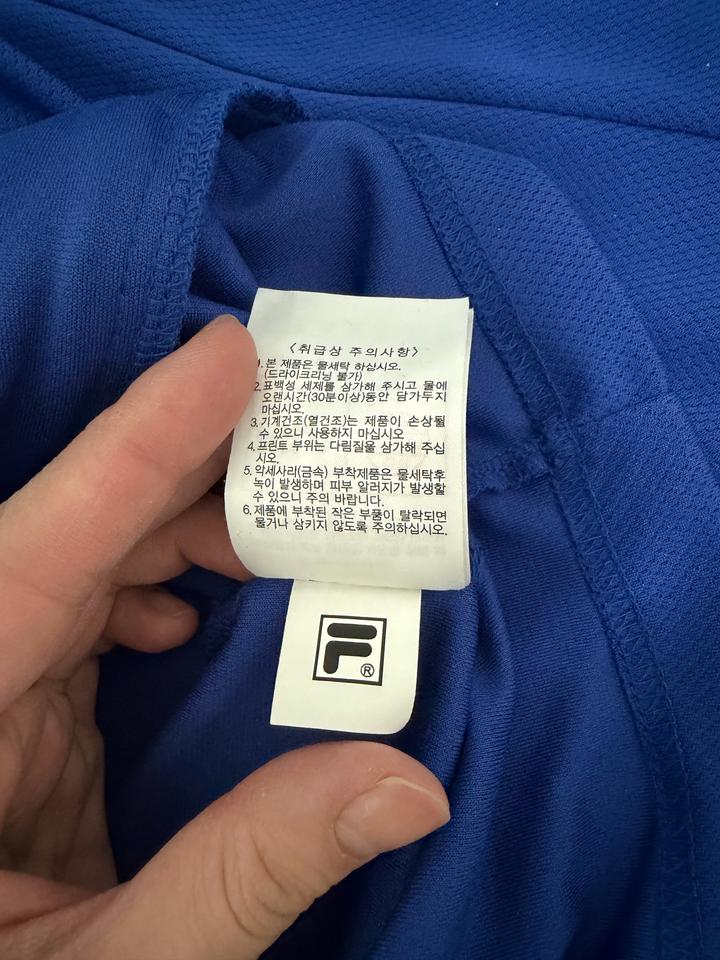 <취급상 주의사항>
1.본 제품은 물세탁 하십시오.
(드라이크리닝 불가)
2.표백성 세제를 삼가해 주시고 물에
오랜시간(30분이상)동안 담가두지
마십시오.
3.기계건조(열건조)는 제품이 손상될
수 있으니 사용하지 마십시오
4.프린트 부위는 다림질을 삼가해 주십
시오.
5.악세사리(금속) 부착제품은 물세탁후
녹이 발생하며 피부 알러지가 발생할
수 있으니 주의 바랍니다.
6.제품에 부착된 작은 부품이 탈락되면
물거나 삼키지 않도록 주의하십시오.
F
®